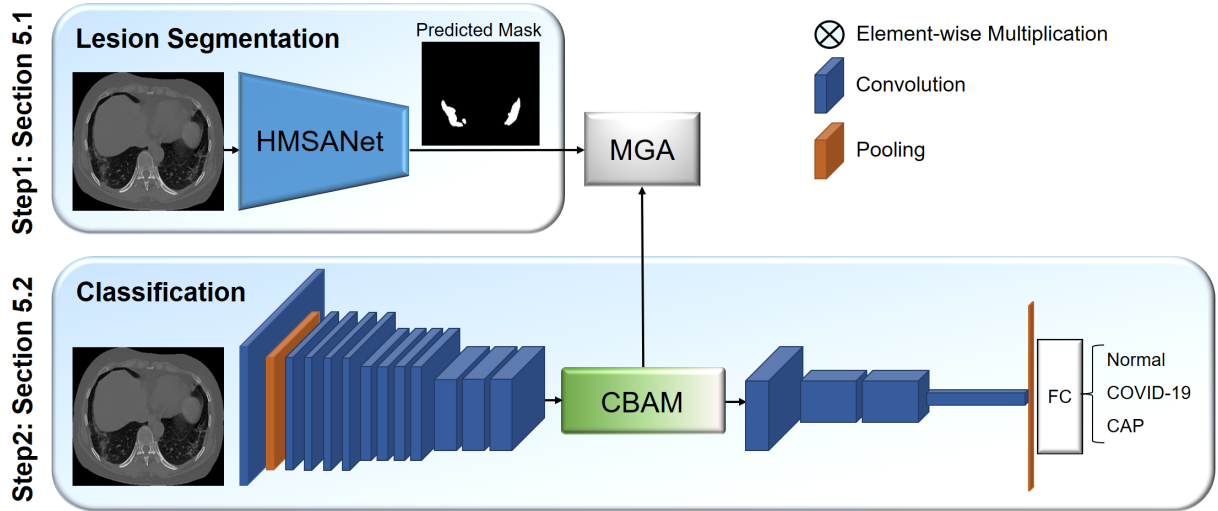 Step1: Section 5.1
Lesion Segmentation
Predicted Mask
HMSANet
MGA
Element-wise Multiplication
Convolution
Pooling
Step2: Section 5.2
Classification
CBAM
FC
Normal
COVID-19
CAP